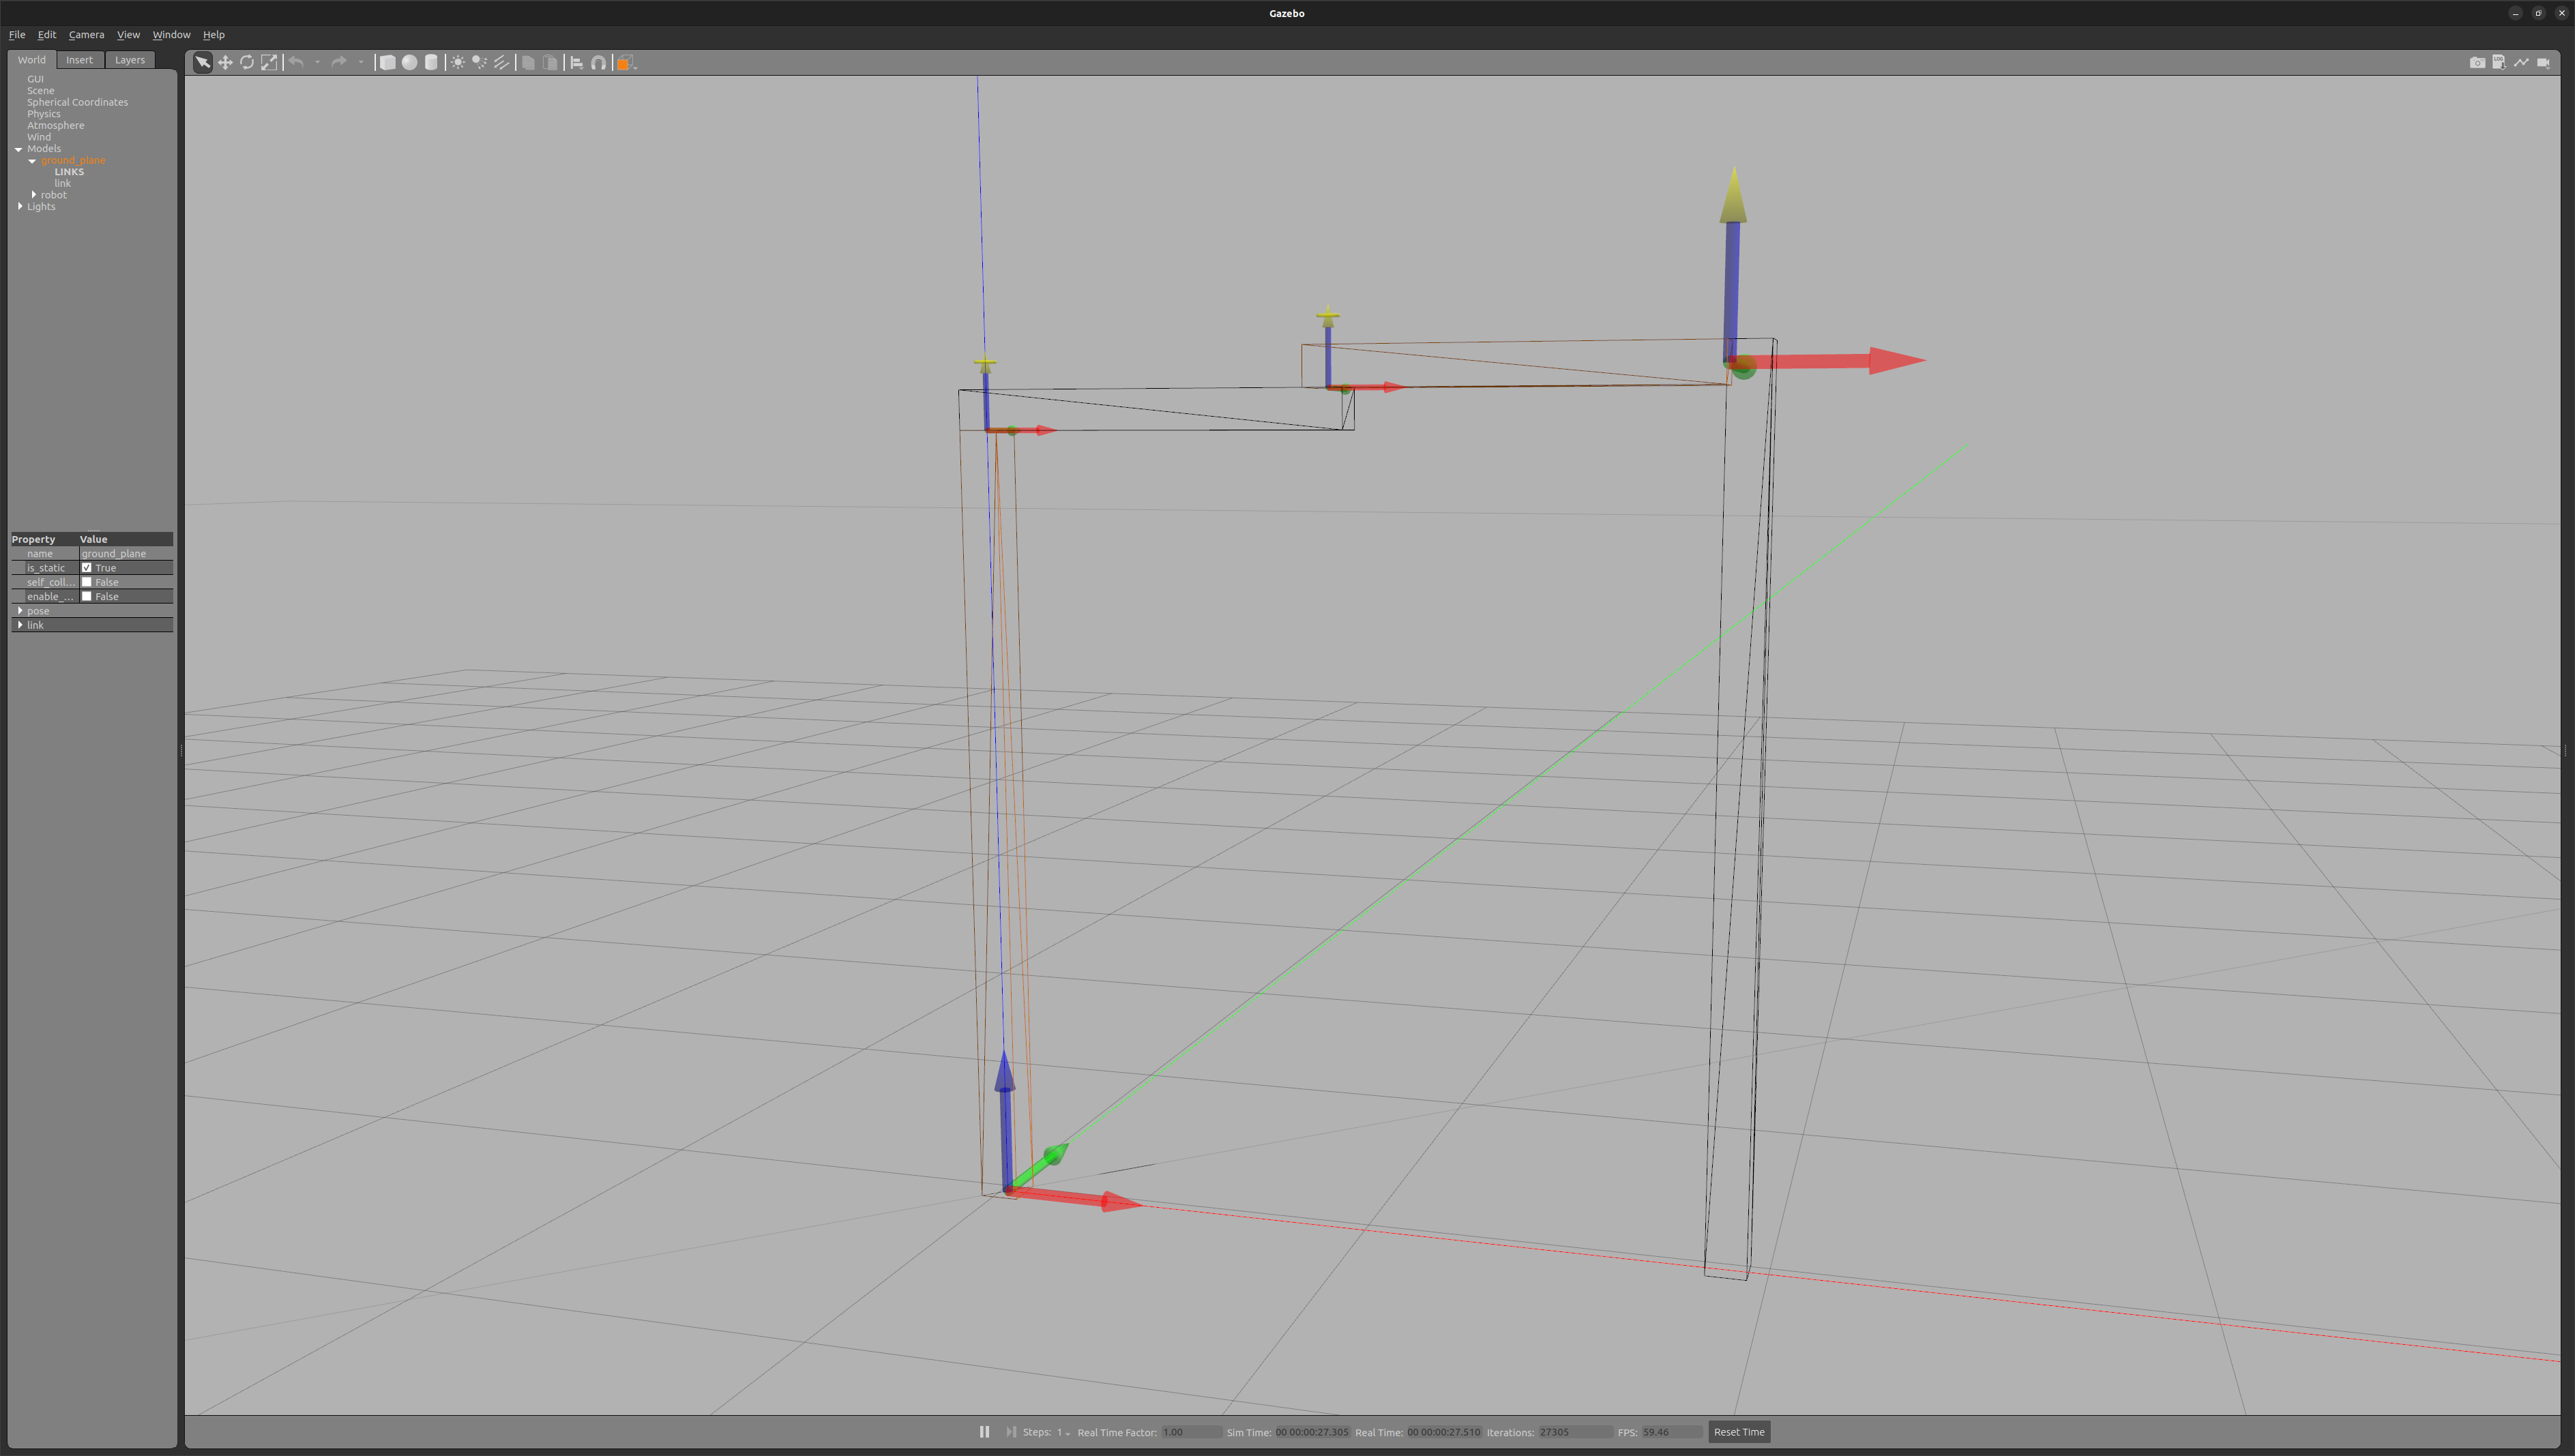 Gazebo
File Edit Camera View Window Help
World Insert Layers
GUI
Scene
Spherical Coordinates
Physics
Atmosphere
Wind
Models
ground_plane
LINKS
link
robot
Lights
Property Value
name ground_plane
is_static True
self_coll... False
enable_... False
pose
link
Steps: 1 Real Time Factor: 1.00 Sim Time: 00 00:00:27.305 Real Time: 00 00:00:27.510 Iterations: 27305 FPS: 59.46 Reset Time